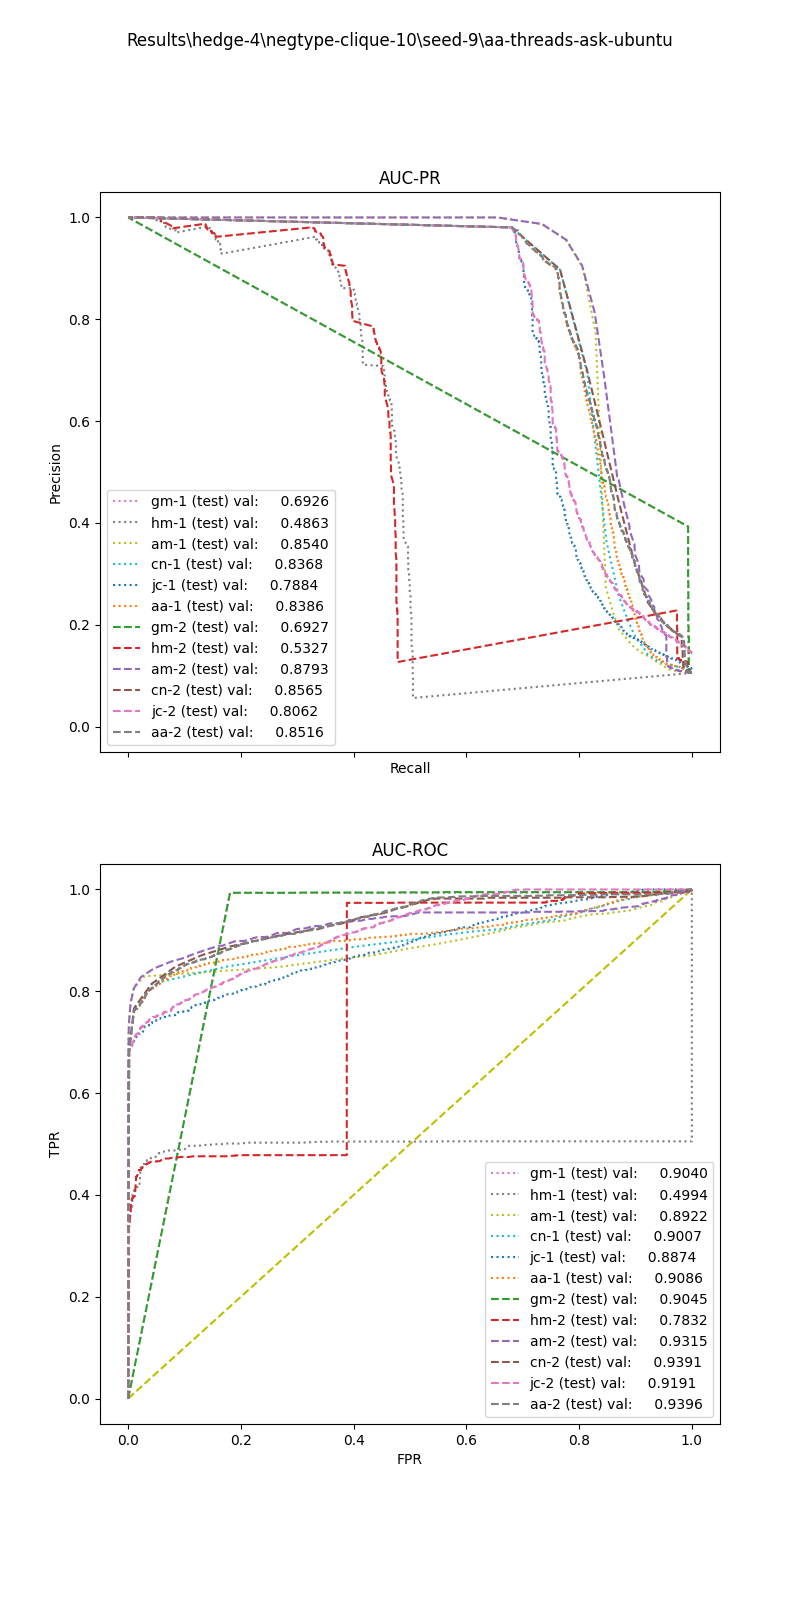 Results\hedge-4\negtype-clique-10\seed-9\aa-threads-ask-ubuntu
AUC-PR
1.0
0.8
0.6
0.4
0.2
0.0
Precision
gm-1 (test) val: 0.6926
hm-1 (test) val: 0.4863
am-1 (test) val: 0.8540
cn-1 (test) val: 0.8368
jc-1 (test) val: 0.7884
aa-1 (test) val: 0.8386
gm-2 (test) val: 0.6927
hm-2 (test) val: 0.5327
am-2 (test) val: 0.8793
cn-2 (test) val: 0.8565
jc-2 (test) val: 0.8062
aa-2 (test) val: 0.8516
Recall
AUC-ROC
1.0
0.8
0.6
0.4
0.2
0.0
TPR
gm-1 (test) val: 0.9040
hm-1 (test) val: 0.4994
am-1 (test) val: 0.8922
cn-1 (test) val: 0.9007
jc-1 (test) val: 0.8874
aa-1 (test) val: 0.9086
gm-2 (test) val: 0.9045
hm-2 (test) val: 0.7832
am-2 (test) val: 0.9315
cn-2 (test) val: 0.9391
jc-2 (test) val: 0.9191
aa-2 (test) val: 0.9396
0.0 0.2 0.4 0.6 0.8 1.0
FPR